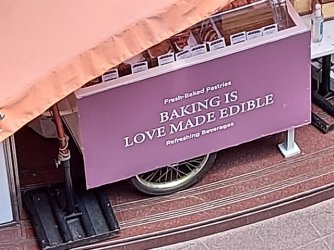 Fresh-Baked Pastries
BAKING IS
LOVE MADE EDIBLE
Refreshing Beverages